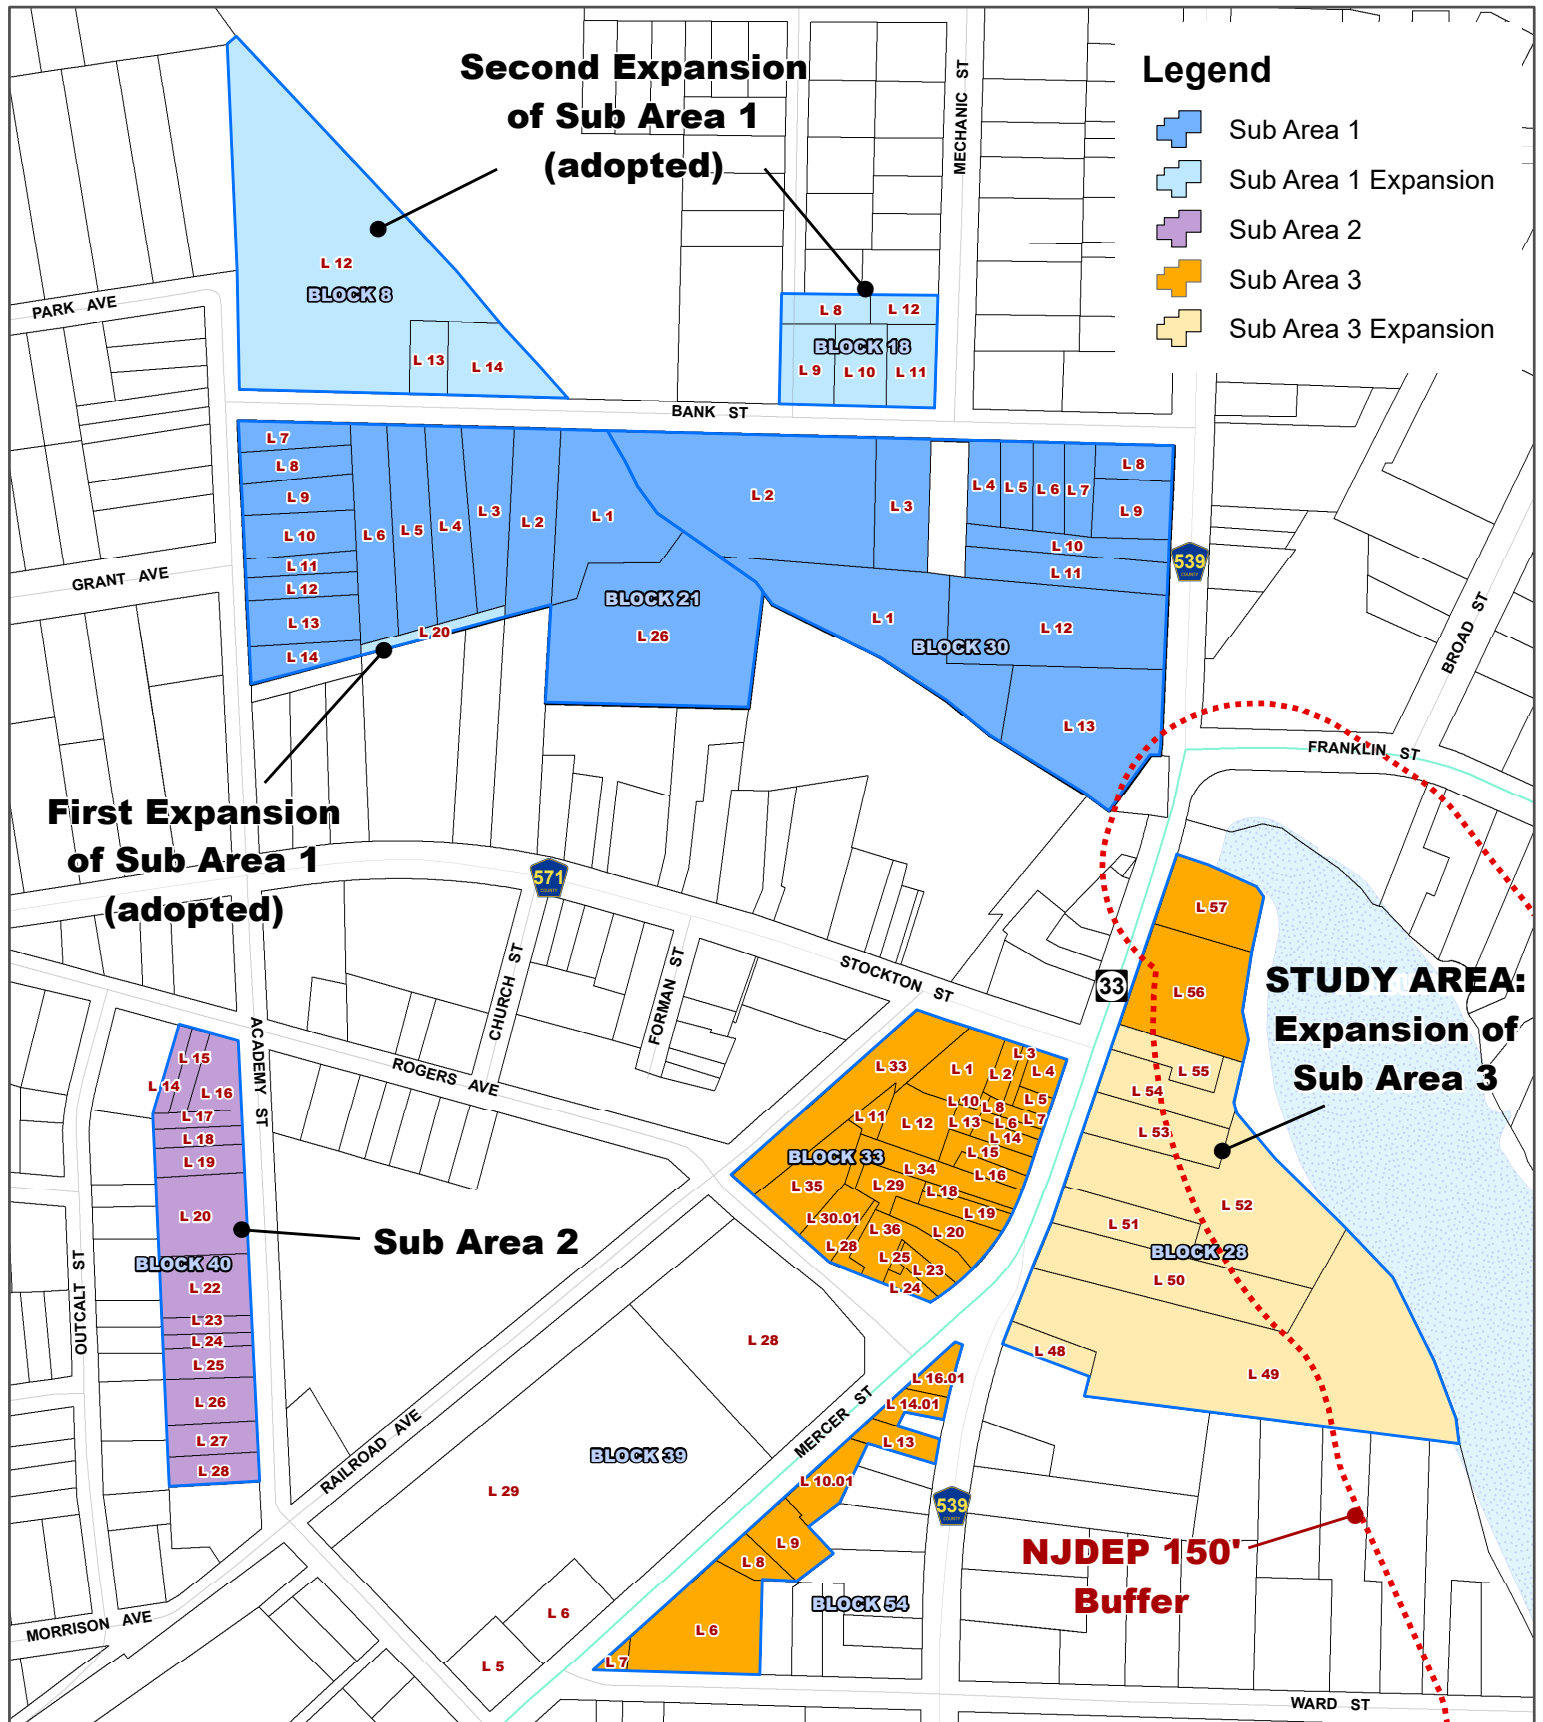 Second Expansion
of Sub Area 1
(adopted)
MECHANIC ST
Legend
Sub Area 1
Sub Area 1 Expansion
Sub Area 2
Sub Area 3
Sub Area 3 Expansion
L 12
BLOCK 8
L 13
L 14
PARK AVE
L 8
L 12
BLOCK 18
L 9
L 10
L 11
BANK ST
L 7
L 8
L 9
L 10
L 11
L 12
L 13
L 14
L 6
L 5
L 4
L 3
L 2
L 1
L 20
BLOCK 21
L 26
L 2
L 3
L 4
L 5
L 6
L 7
L 8
L 9
L 10
L 11
L 1
L 12
BLOCK 30
L 13
539
COUNTY
GRANT AVE
BROAD ST
FRANKLIN ST
First Expansion
of Sub Area 1
(adopted)
571
COUNTY
CHURCH ST
FORMAN ST
STOCKTON ST
33
L 57
L 56
STUDY AREA:
Expansion of
Sub Area 3
L 55
L 54
L 53
L 52
L 51
BLOCK 28
L 50
L 48
L 49
ACADEMY ST
ROGERS AVE
L 15
L 14
L 16
L 17
L 18
L 19
L 20
BLOCK 40
L 22
L 23
L 24
L 25
L 26
L 27
L 28
Sub Area 2
OUTCALT ST
L 33
L 1
L 2
L 3
L 4
L 5
L 10
L 8
L 7
L 11
L 12
L 13
L 6
L 14
BLOCK 33
L 15
L 34
L 16
L 35
L 29
L 18
L 19
L 30.01
L 36
L 20
L 28
L 25
L 23
L 24
L 28
RAILROAD AVE
BLOCK 39
L 29
MERCER ST
L 16.01
L 14.01
L 13
L 10.01
L 9
L 8
539
COUNTY
NJDEP 150'
Buffer
BLOCK 54
L 6
L 7
L 6
L 5
MORRISON AVE
WARD ST